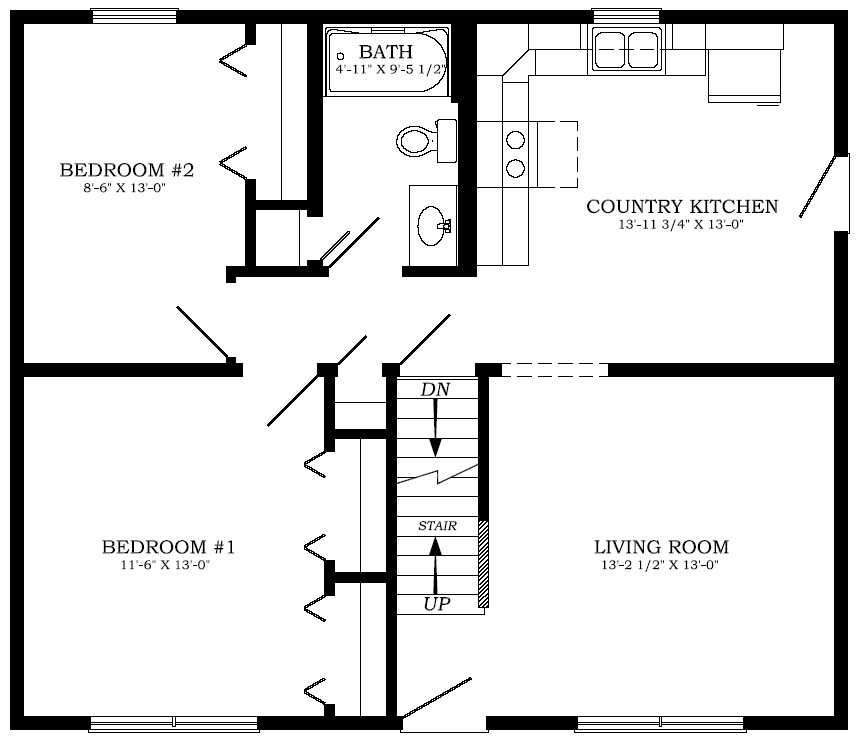 BATH
4'-11" X 9'-5 1/2"
BEDROOM #2
8'-6" X 13'-0"
COUNTRY KITCHEN
13'-11 3/4" X 13'-0"
DN
STAIR
UP
BEDROOM #1
11'-6" X 13'-0"
LIVING ROOM
13'-2 1/2" X 13'-0"